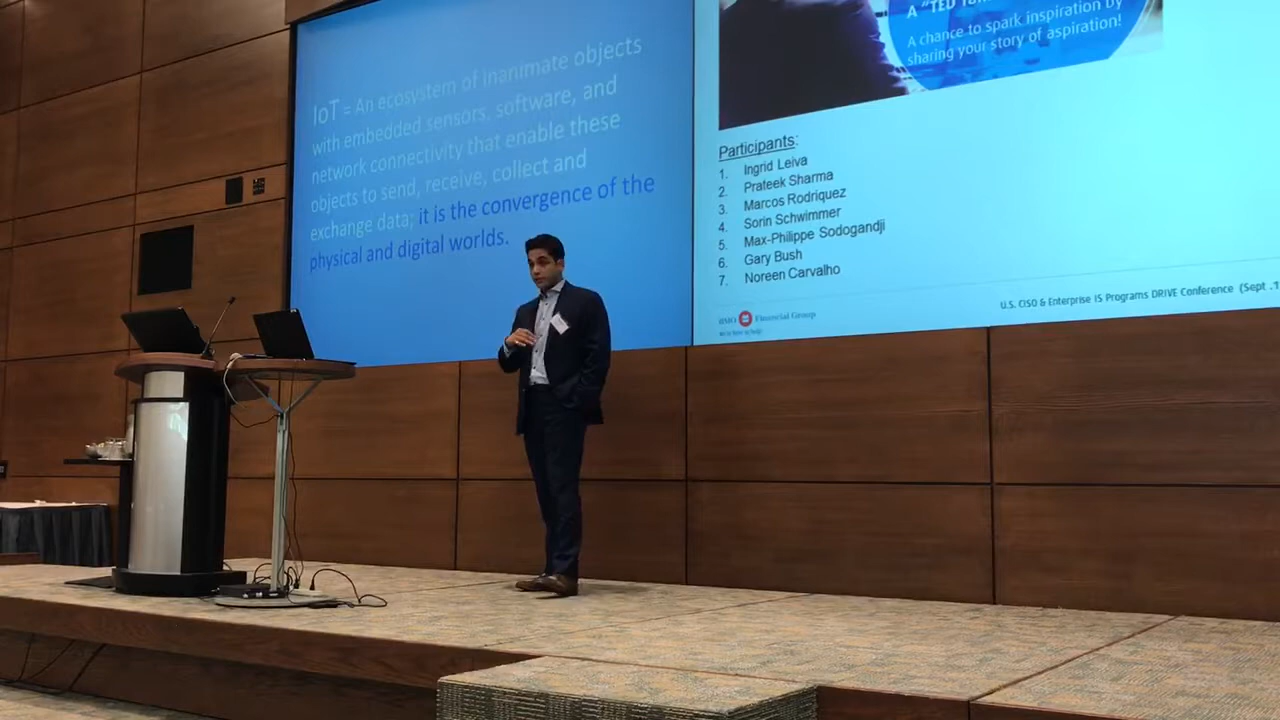 IoT = An ecosystem of inanimate objects
with embedded sensors, software, and
network connectivity that enable these
objects to send, receive, collect and
exchange data; it is the convergence of the
physical and digital worlds.
A "TED
A chance to spark inspiration by
sharing your story of aspiration!
Participants:
1. Ingrid Leiva
2. Prateek Sharma
3. Marcos Rodriquez
4. Sorin Schwimmer
5. Max-Philippe Sodogandji
6. Gary Bush
7. Noreen Carvalho
BMO Financial Group
U.S. CISO & Enterprise IS Programs DRIVE Conference (Sept .1